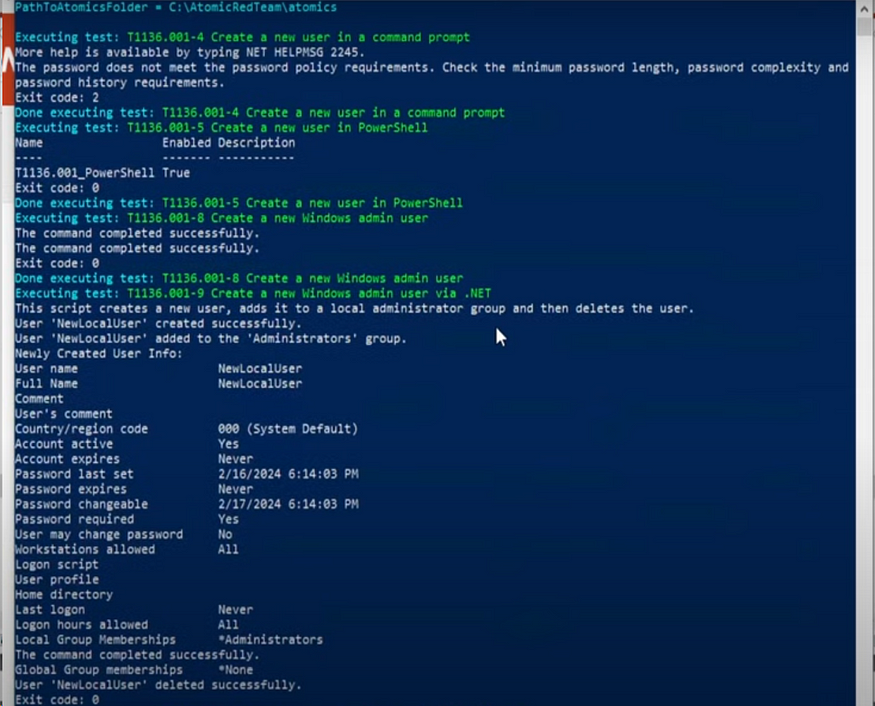 PathToAtomicsFolder = C:\AtomicRedTeam\atomics
Executing test: T1136.001-4 Create a new user in a command prompt
More help is available by typing NET HELPMSG 2245.
The password does not meet the password policy requirements. Check the minimum password length, password complexity and
password history requirements.
Exit code: 2
Done executing test: T1136.001-4 Create a new user in a command prompt
Executing test: T1136.001-5 Create a new user in PowerShell
Name Enabled Description
---- ------- -----------
T1136.001_PowerShell True
Exit code: 0
Done executing test: T1136.001-5 Create a new user in PowerShell
Executing test: T1136.001-8 Create a new Windows admin user
The command completed successfully.
The command completed successfully.
Exit code: 0
Done executing test: T1136.001-8 Create a new Windows admin user
Executing test: T1136.001-9 Create a new Windows admin user via .NET
This script creates a new user, adds it to a local administrator group and then deletes the user.
User 'NewLocalUser' created successfully.
User 'NewLocalUser' added to the 'Administrators' group.
Newly Created User Info:
User name NewLocalUser
Full Name NewLocalUser
Comment
User's comment
Country/region code 000 (System Default)
Account active Yes
Account expires Never
Password last set 2/16/2024 6:14:03 PM
Password expires Never
Password changeable 2/17/2024 6:14:03 PM
Password required Yes
User may change password No
Workstations allowed All
Logon script
User profile
Home directory
Last logon Never
Logon hours allowed All
Local Group Memberships *Administrators
The command completed successfully.
Global Group memberships *None
User 'NewLocalUser' deleted successfully.
Exit code: 0